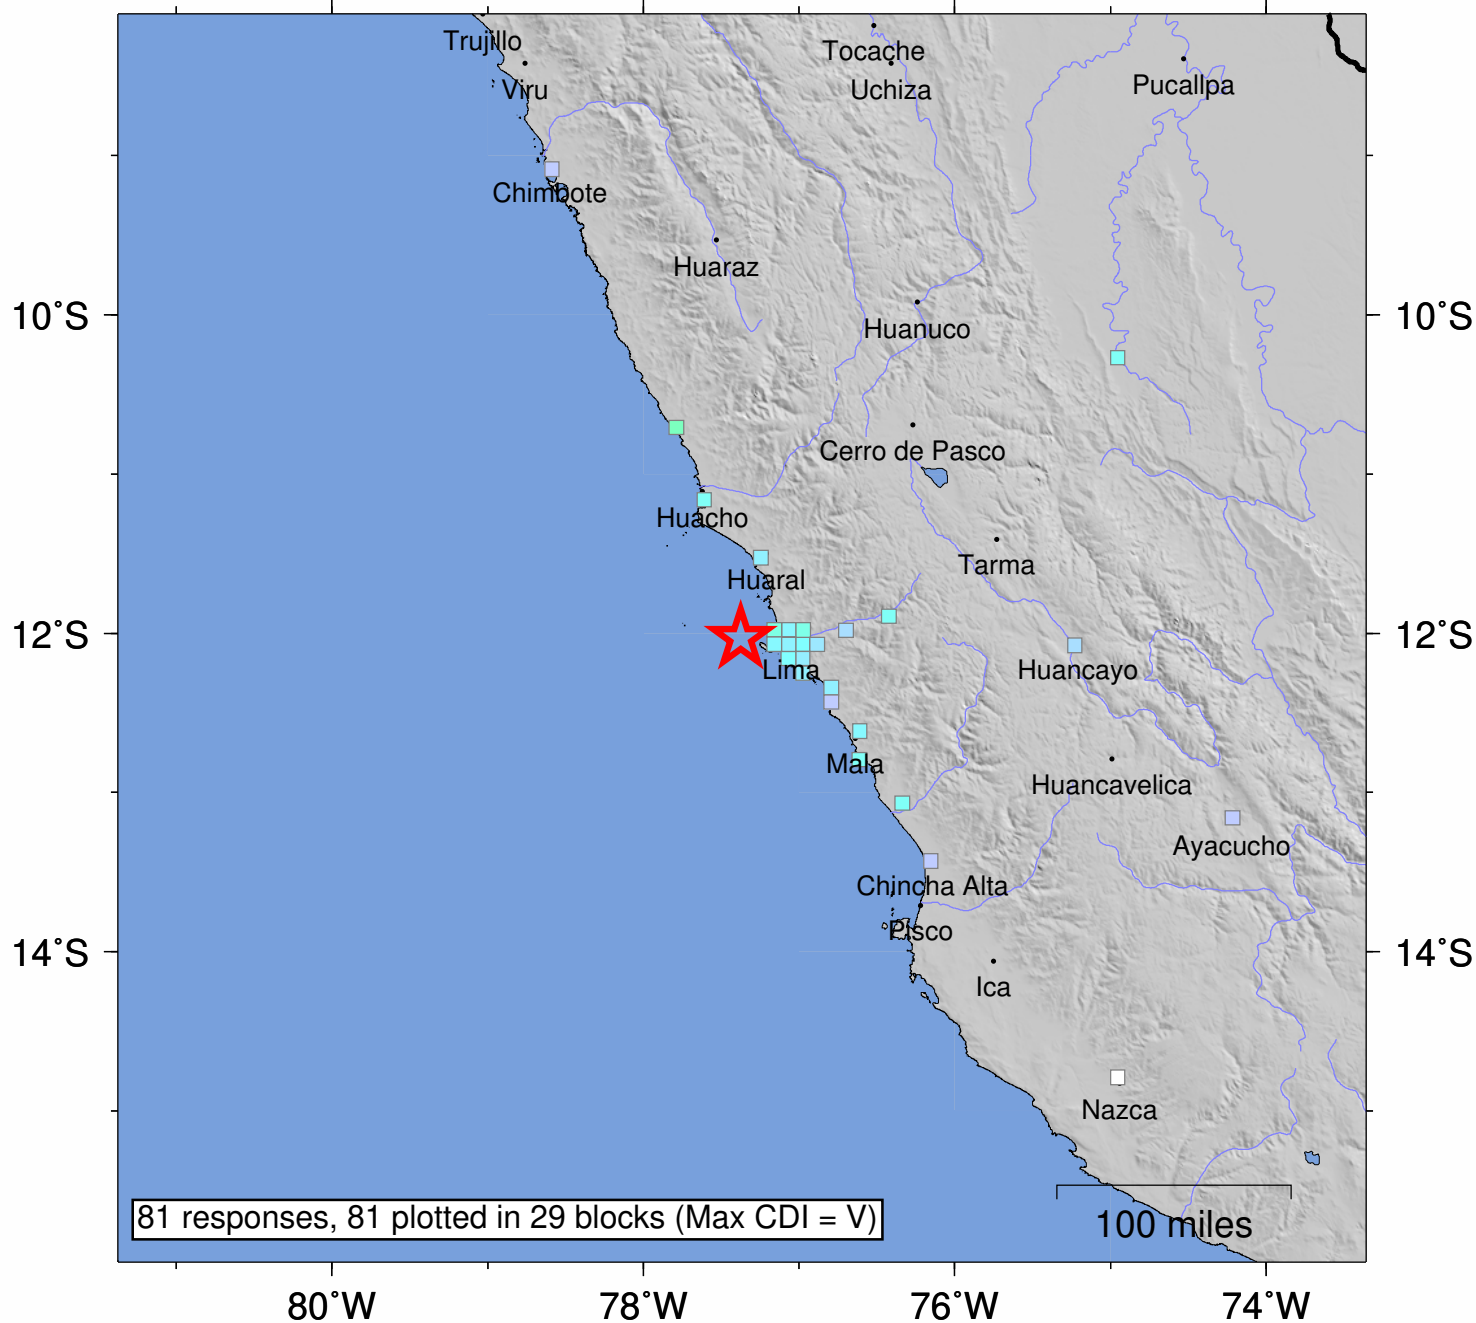 Trujillo
Tocache
Viru
Uchiza
Pucallpa
Chimbote
Huaraz
10°S
Huanuco
10°S
Cerro de Pasco
Huacho
Tarma
Huaral
12°S
12°S
Lima
Huancayo
Mala
Huancavelica
Ayacucho
Chincha Alta
Pisco
14°S
14°S
Ica
Nazca
81 responses, 81 plotted in 29 blocks (Max CDI = V)
100 miles
80°W
78°W
76°W
74°W